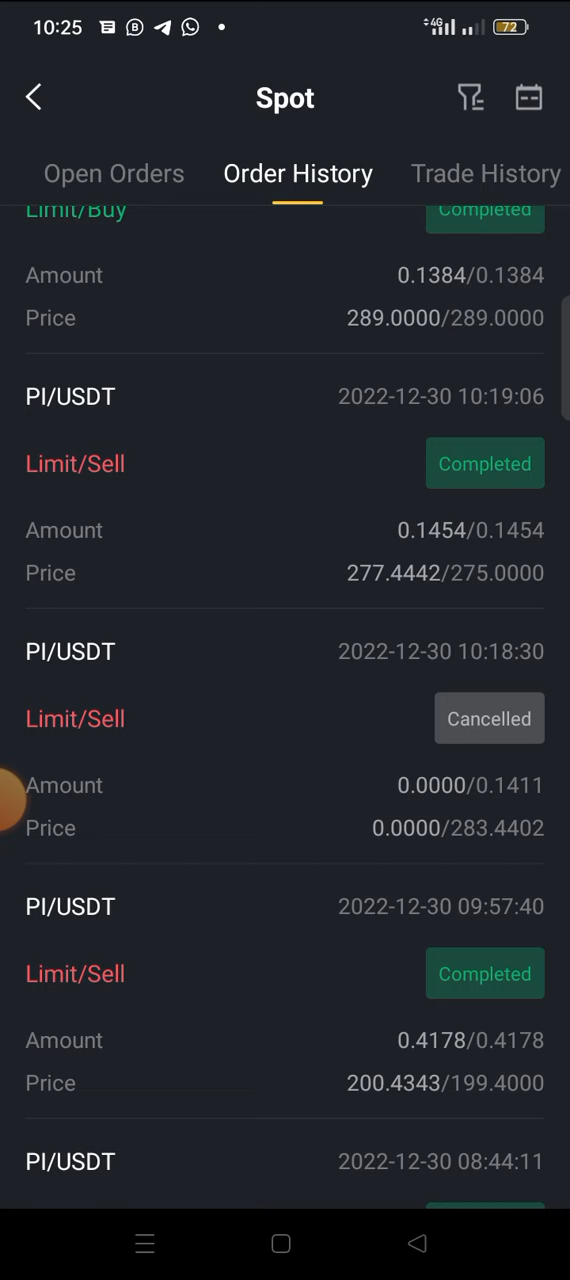 10:25 4G 72
Spot
Open Orders Order History Trade History
Limit/Buy Completed
Amount 0.1384/0.1384
Price 289.0000/289.0000
PI/USDT 2022-12-30 10:19:06
Limit/Sell Completed
Amount 0.1454/0.1454
Price 277.4442/275.0000
PI/USDT 2022-12-30 10:18:30
Limit/Sell Cancelled
Amount 0.0000/0.1411
Price 0.0000/283.4402
PI/USDT 2022-12-30 09:57:40
Limit/Sell Completed
Amount 0.4178/0.4178
Price 200.4343/199.4000
PI/USDT 2022-12-30 08:44:11